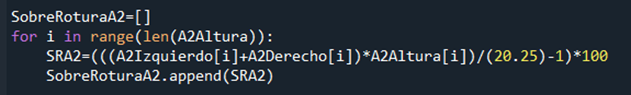 SobreRoturaA2=[]
for i in range(len(A2Altura)):
    SRA2=(((A2Izquierdo[i]+A2Derecho[i])*A2Altura[i])/(20.25)-1)*100
    SobreRoturaA2.append(SRA2)